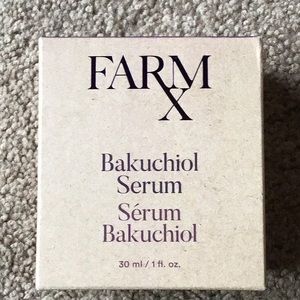 FARM
X
Bakuchiol
Serum
Sérum
Bakuchiol
30 ml / 1 fl. oz.